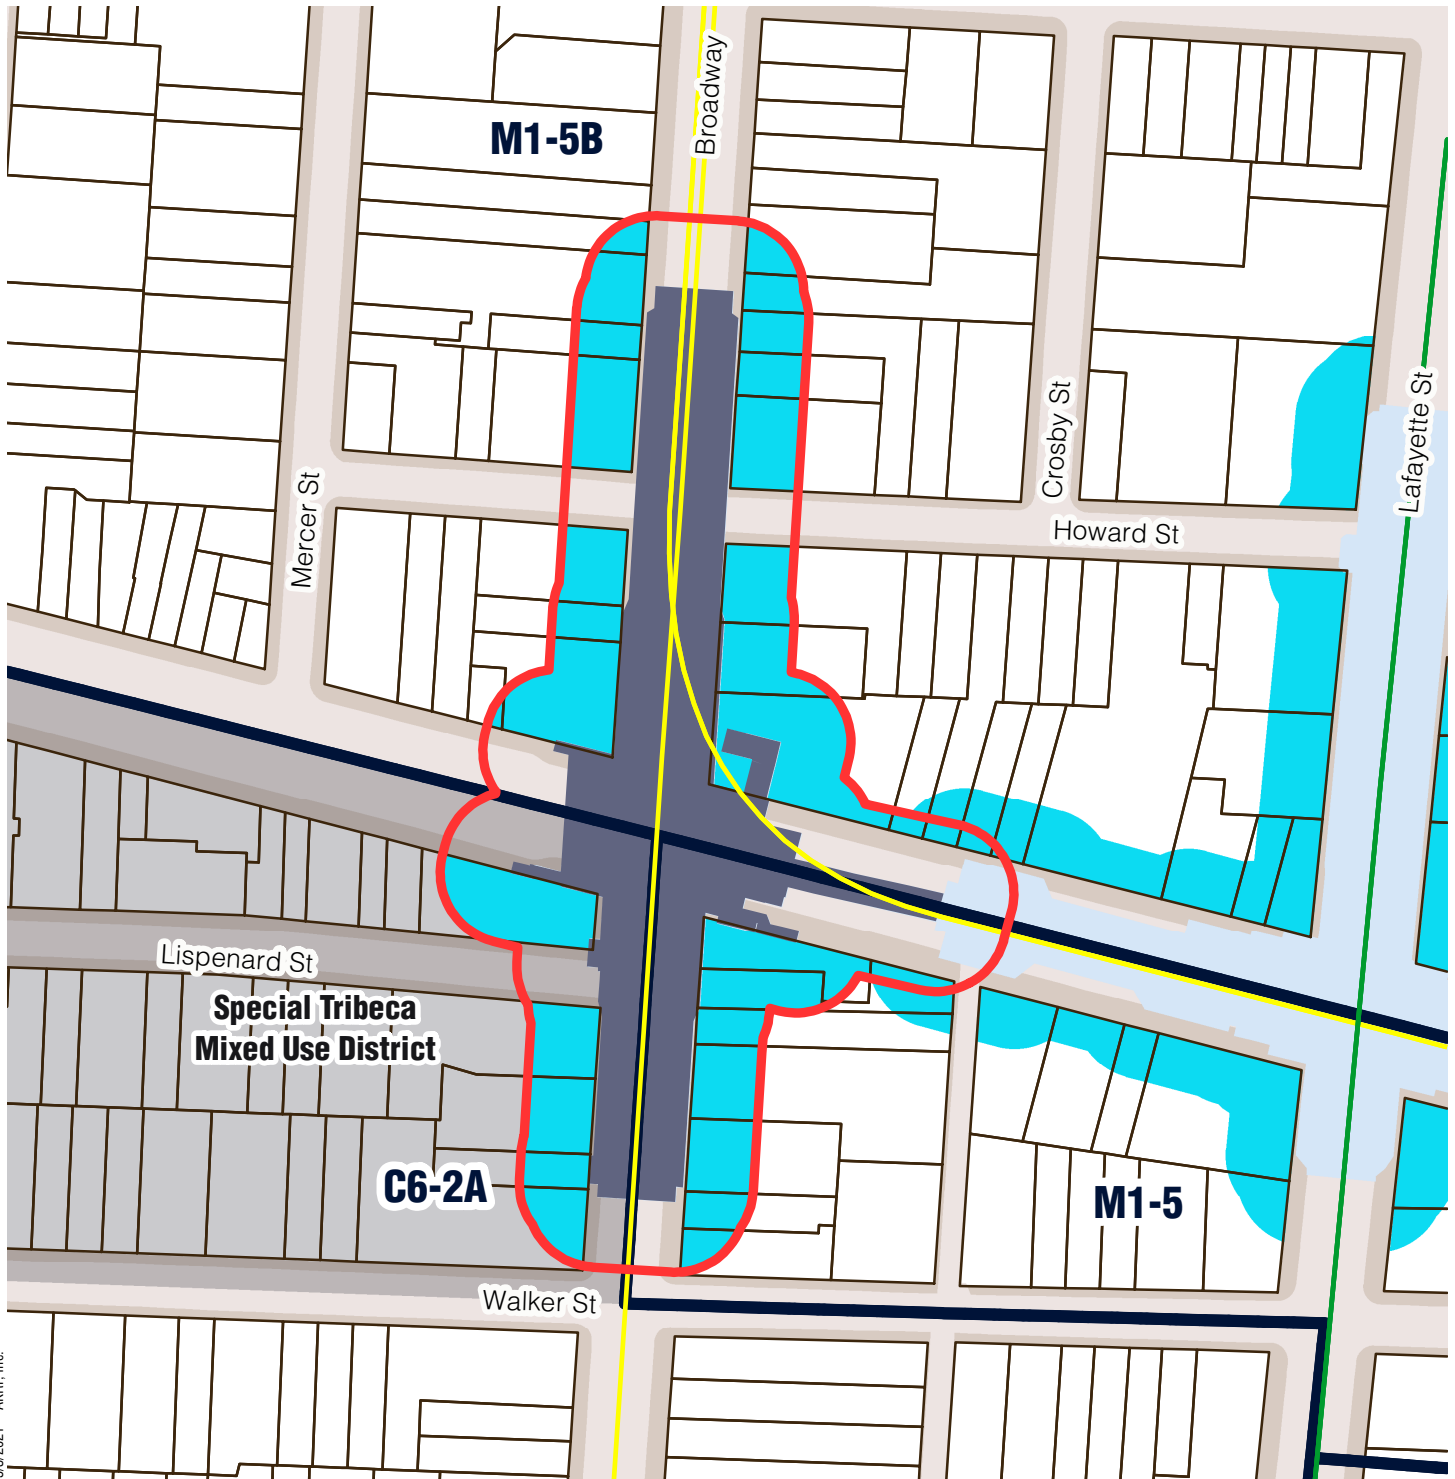 Broadway
M1-5B
Lafayette St
Crosby St
Mercer St
Howard St
Lispenard St
Special Tribeca
Mixed Use District
C6-2A
M1-5
Walker St